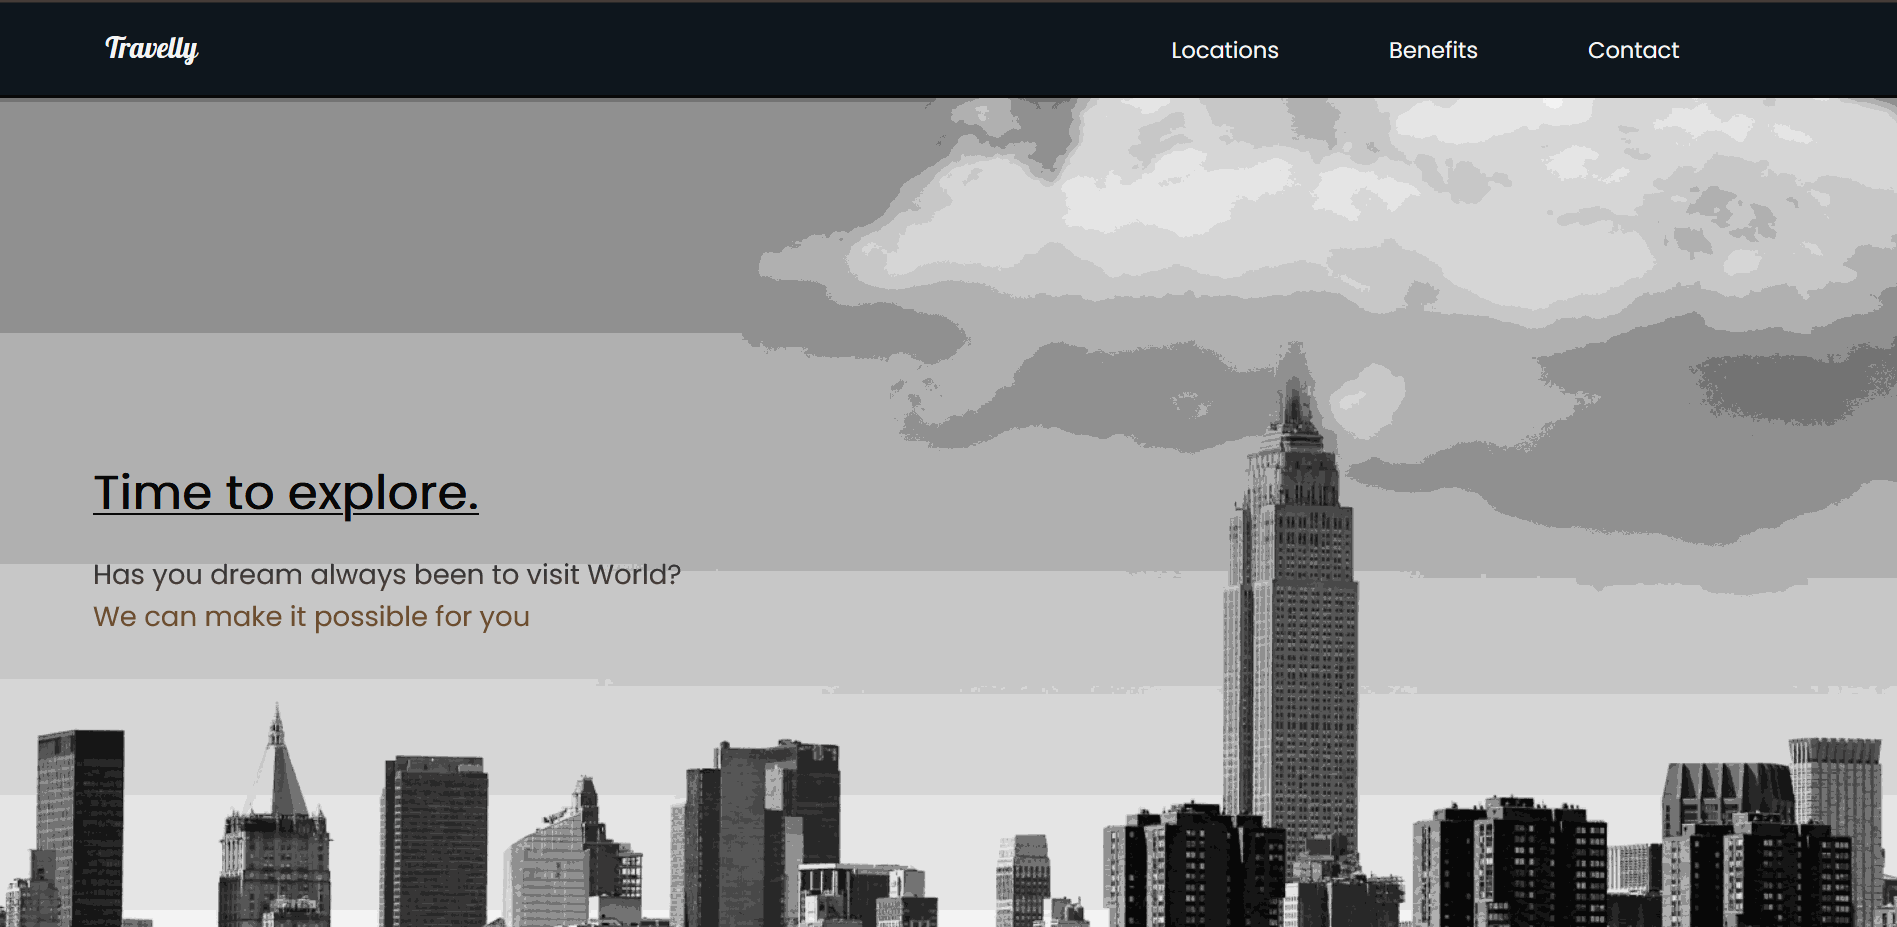 Travelly
Locations Benefits Contact
Time to explore.
Has you dream always been to visit World?
We can make it possible for you